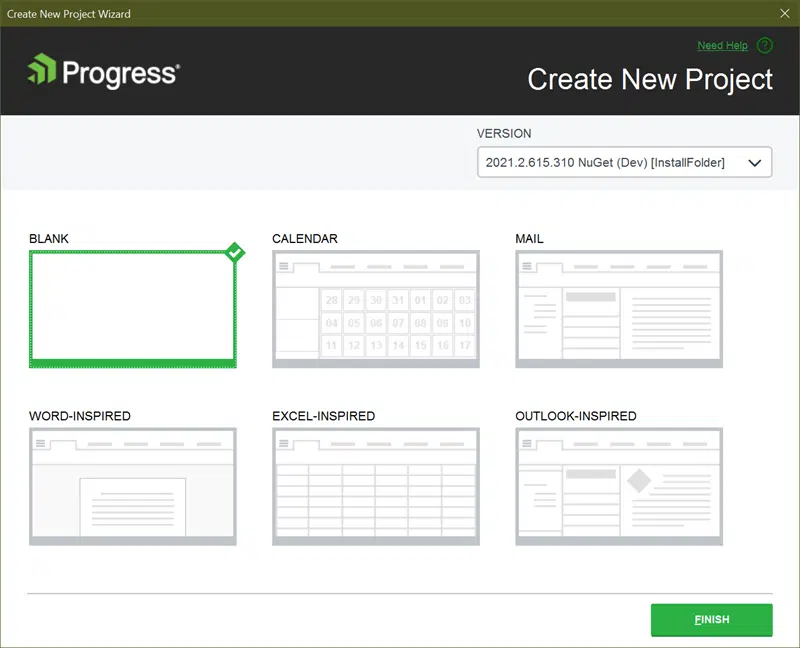 Create New Project Wizard
Need Help ?
Progress®
Create New Project
VERSION
2021.2.615.310 NuGet (Dev) [InstallFolder]
BLANK
CALENDAR
MAIL
28 29 30 31 01 02 03
04 05 06 07 08 09 10
11 12 13 14 15 16 17
WORD-INSPIRED
EXCEL-INSPIRED
OUTLOOK-INSPIRED
FINISH